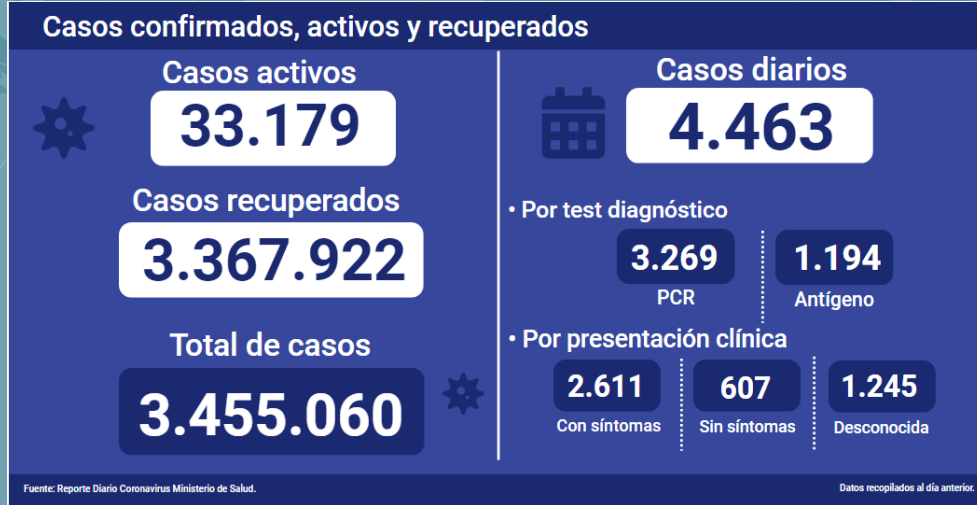 Casos confirmados, activos y recuperados
Casos activos
33.179
Casos recuperados
3.367.922
Total de casos
3.455.060
Casos diarios
4.463
• Por test diagnóstico
3.269
PCR
1.194
Antígeno
• Por presentación clínica
2.611
Con síntomas
607
Sin síntomas
1.245
Desconocida
Fuente: Reporte Diario Coronavirus Ministerio de Salud.
Datos recopilados al día anterior.